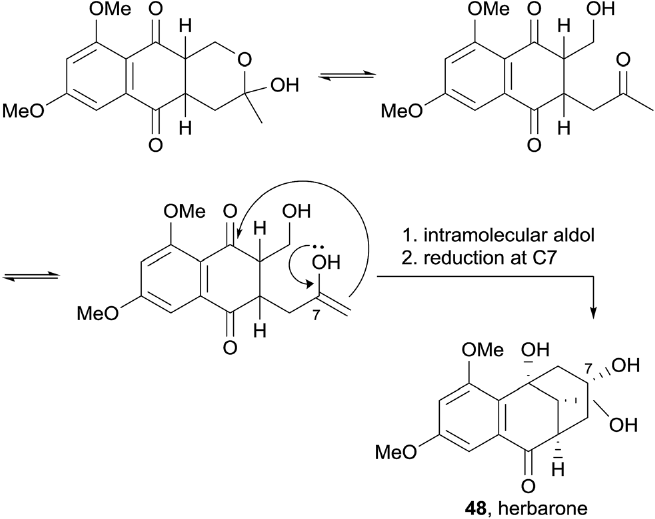 OMe O H
O
OH
MeO
O H
OMe O H OH
O
MeO
O H
OMe O H OH
OH
7
MeO
O H
1. intramolecular aldol
2. reduction at C7
OMe OH 7 OH
OH
MeO
O H
48, herbarone